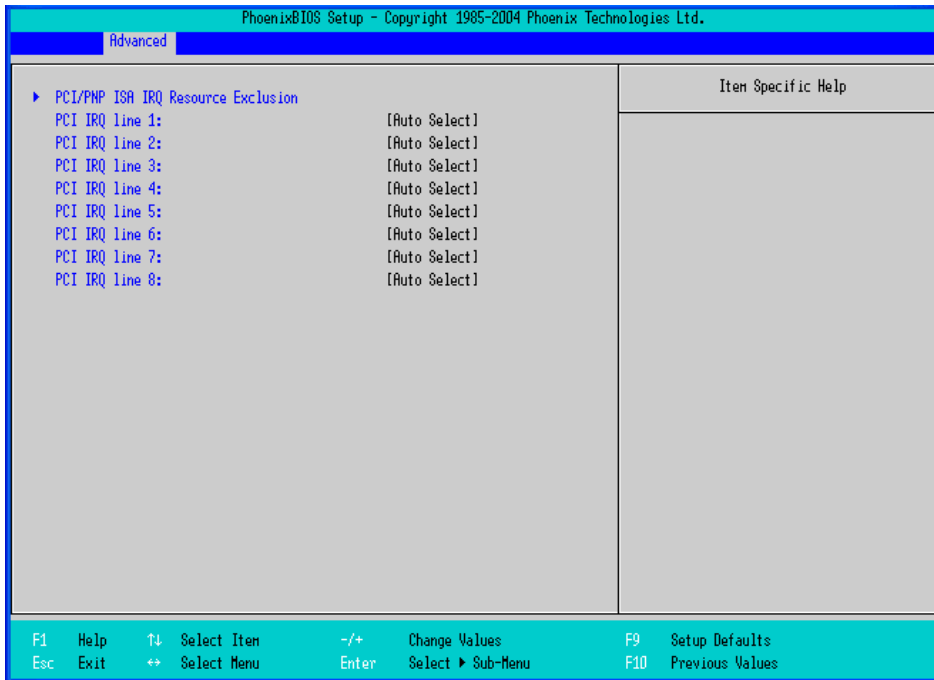 PhoenixBIOS Setup - Copyright 1985-2004 Phoenix Technologies Ltd.
Advanced
Item Specific Help
▶ PCI/PNP ISA IRQ Resource Exclusion
PCI IRQ line 1: [Auto Select]
PCI IRQ line 2: [Auto Select]
PCI IRQ line 3: [Auto Select]
PCI IRQ line 4: [Auto Select]
PCI IRQ line 5: [Auto Select]
PCI IRQ line 6: [Auto Select]
PCI IRQ line 7: [Auto Select]
PCI IRQ line 8: [Auto Select]
F1 Help ↑↓ Select Item -/+ Change Values F9 Setup Defaults
Esc Exit ↔ Select Menu Enter Select ▶ Sub-Menu F10 Previous Values